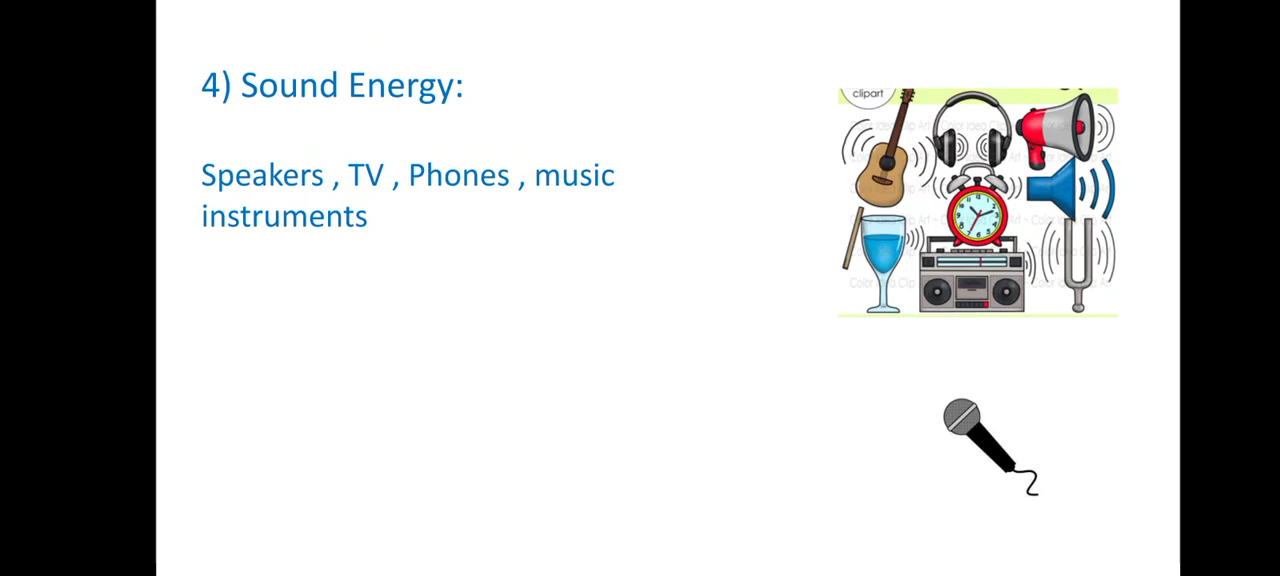 4) Sound Energy:
Speakers , TV , Phones , music
instruments
clipart